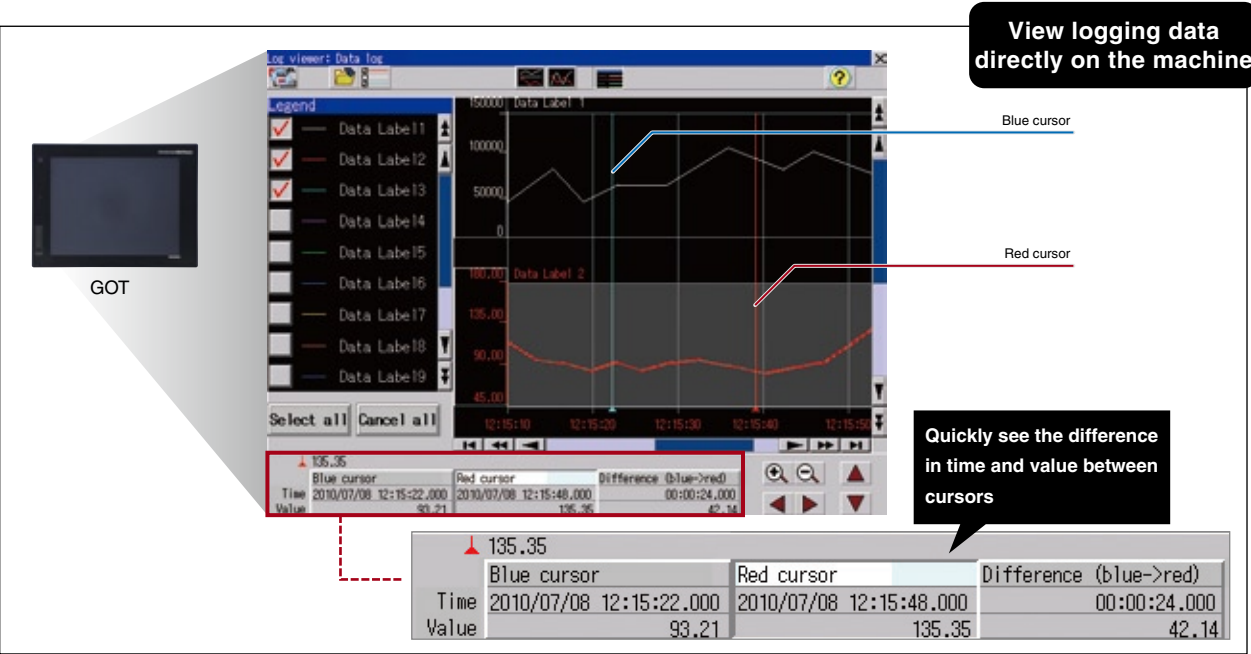 View logging data
directly on the machine
Log viewer: Data log
Legend
Data Label1
Data Label2
Data Label3
Data Label4
Data Label5
Data Label6
Data Label7
Data Label8
Data Label9
Select all Cancel all
150000 Data Label 1
100000
50000
0
180.00 Data Label 2
135.00
90.00
45.00
12:15:10 12:15:20 12:15:30 12:15:40 12:15:50
Blue cursor
Red cursor
GOT
135.35
Blue cursor Red cursor Difference (blue->red)
Time 2010/07/08 12:15:22.000 2010/07/08 12:15:48.000 00:00:24.000
Value 93.21 135.35 42.14
Quickly see the difference
in time and value between
cursors
135.35
Blue cursor Red cursor Difference (blue->red)
Time 2010/07/08 12:15:22.000 2010/07/08 12:15:48.000 00:00:24.000
Value 93.21 135.35 42.14